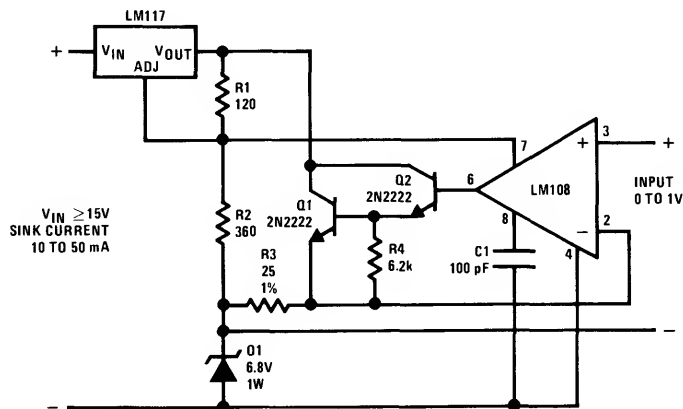 LM117
+ V_IN V_OUT
ADJ
R1
120
3
+
7
+
Q2
2N2222
6
LM108
INPUT
0 TO 1V
Q1
2N2222
8
2
−
4
V_IN ≥15V
SINK CURRENT
10 TO 50 mA
R2
360
R3
25
1%
R4
6.2k
C1
100 pF
−
O1
6.8V
1W
−